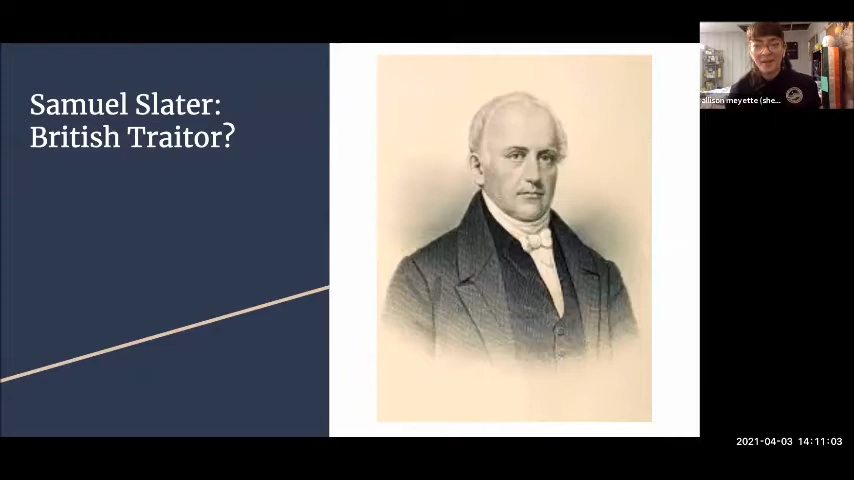 Samuel Slater:
British Traitor?
allison meyette (she...
2021-04-03 14:11:03